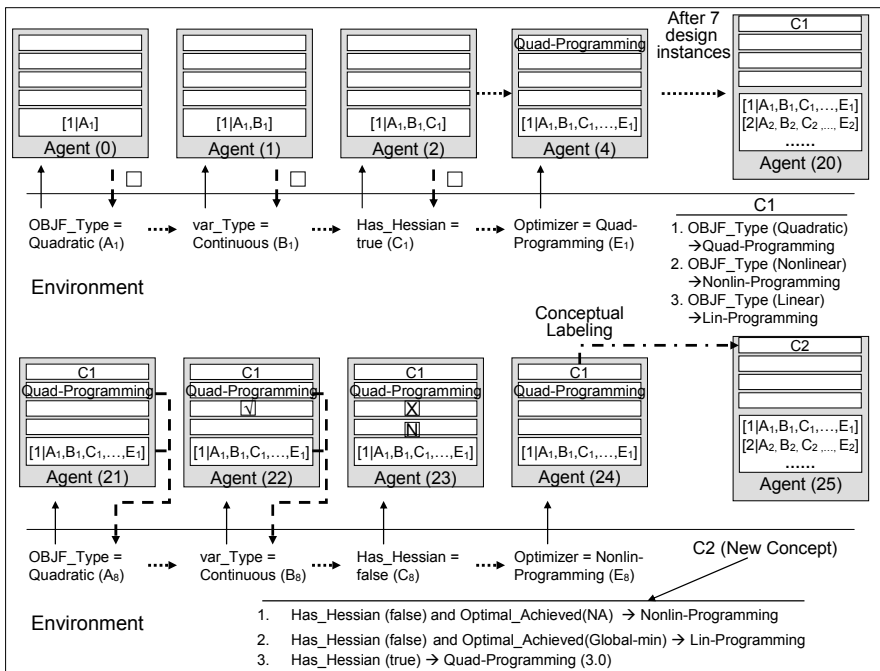 Quad-Programming
After 7
design
instances
C1
[1|A₁]
[1|A₁,B₁]
[1|A₁,B₁,C₁]
[1|A₁,B₁,C₁,...,E₁]
[1|A₁,B₁,C₁,...,E₁]
[2|A₂, B₂, C₂ ,..., E₂]
......
Agent (0)
Agent (1)
Agent (2)
Agent (4)
Agent (20)
OBJF_Type =
Quadratic (A₁)
var_Type =
Continuous (B₁)
Has_Hessian =
true (C₁)
Optimizer = Quad-
Programming (E₁)
C1
1. OBJF_Type (Quadratic)
→Quad-Programming
2. OBJF_Type (Nonlinear)
→Nonlin-Programming
3. OBJF_Type (Linear)
→Lin-Programming
Environment
Conceptual
Labeling
C1
Quad-Programming
[1|A₁,B₁,C₁,...,E₁]
Agent (21)
C1
Quad-Programming
√
[1|A₁,B₁,C₁,...,E₁]
Agent (22)
C1
Quad-Programming
X
N
[1|A₁,B₁,C₁,...,E₁]
Agent (23)
C1
Quad-Programming
[1|A₁,B₁,C₁,...,E₁]
Agent (24)
C2
[1|A₁,B₁,C₁,...,E₁]
[2|A₂, B₂, C₂ ,..., E₂]
......
Agent (25)
OBJF_Type =
Quadratic (A₈)
var_Type =
Continuous (B₈)
Has_Hessian =
false (C₈)
Optimizer = Nonlin-
Programming (E₈)
C2 (New Concept)
Environment
1. Has_Hessian (false) and Optimal_Achieved(NA) → Nonlin-Programming
2. Has_Hessian (false) and Optimal_Achieved(Global-min) → Lin-Programming
3. Has_Hessian (true) → Quad-Programming (3.0)